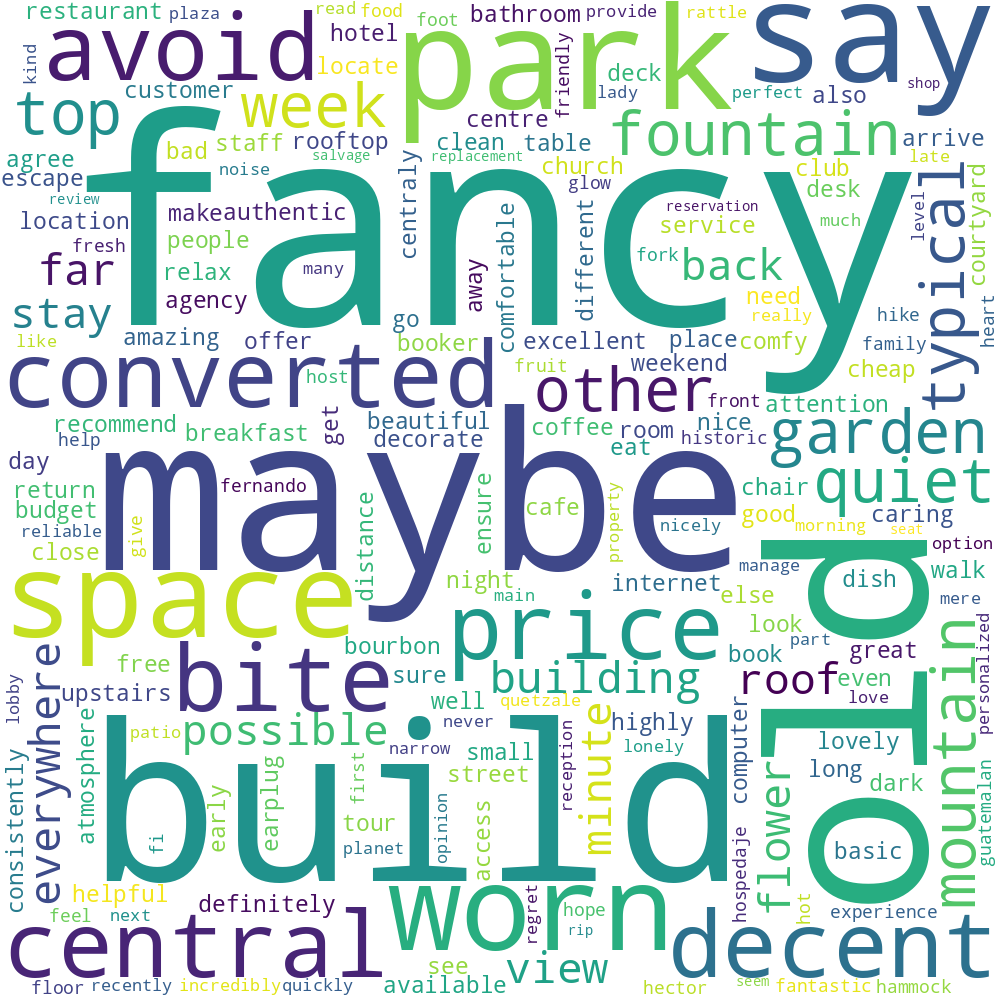 restaurant plaza
avoid
kind
hotel
read food
foot
bathroom provide
rattle
park
say
locate
friendly
deck
lady
shop
customer
top
week
centre
perfect also
fountain
agree
bad
staff rooftop
clean table
arrive
escape
noise
salvage
replacement
church
club
late
review
fancy
glow
desk
location
make authentic
centraly
reservation
much
level
typical
courtyard
fresh
people
different
service
far
many
away
fork
back
relax
comfortable
need
agency
really
stay
go
hike
heart
amazing offer
booker
excellent place
comfy
family
like
weekend
cheap
converted
host
fruit
other
front
attention
recommend
breakfast
get
beautiful
coffee room
nice
garden
help
decorate
eat
historic
day
maybe
quiet
return
fernando
chair
budget
distance
ensure
cafe
property
good
morning caring
reliable
nicely
seat
close
give
option
space
night
internet
manage
dish
walk
main
else
old
mere
price
look
everywhere
bite
bourbon
book
part
great
personalized
free
sure
building
roof
even
mountain
lobby
upstairs
well
quetzale
love
possible
minute
highly
computer
flower
lovely
patio
never
narrow
small
reception
lonely
long
consistently
atmosphere
build
first
street
dark
guatemalan
early
earplug
tour
opinion
access
fi
planet
basic
helpful
worn
hospedaje
hot
feel
next
definitely
regret
hope
experience
central
rip
decent
see
view
floor recently incredibly quickly
available
hector
seem
fantastic hammock